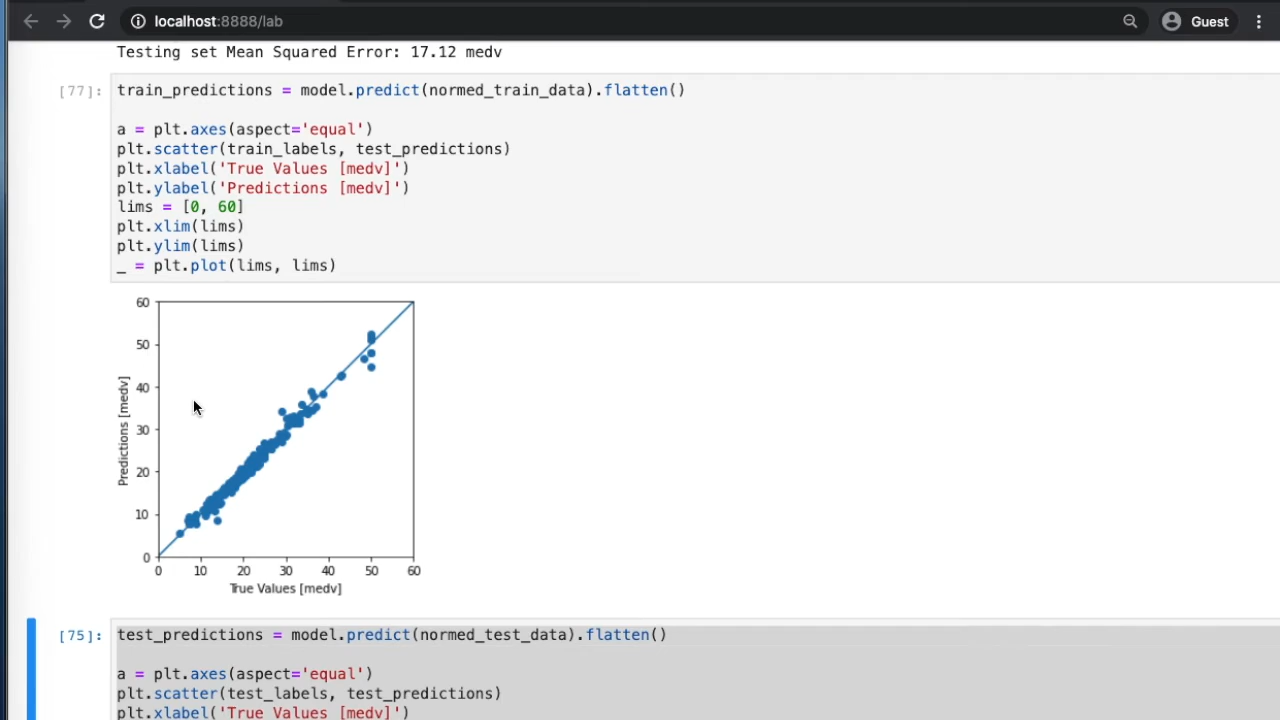 localhost:8888/lab
Guest
Testing set Mean Squared Error: 17.12 medv
[77]:
train_predictions = model.predict(normed_train_data).flatten()
a = plt.axes(aspect='equal')
plt.scatter(train_labels, test_predictions)
plt.xlabel('True Values [medv]')
plt.ylabel('Predictions [medv]')
lims = [0, 60]
plt.xlim(lims)
plt.ylim(lims)
_ = plt.plot(lims, lims)
60
50
40
30
20
10
0
Predictions [medv]
0 10 20 30 40 50 60
True Values [medv]
[75]:
test_predictions = model.predict(normed_test_data).flatten()
a = plt.axes(aspect='equal')
plt.scatter(test_labels, test_predictions)
plt.xlabel('True Values [medv]')